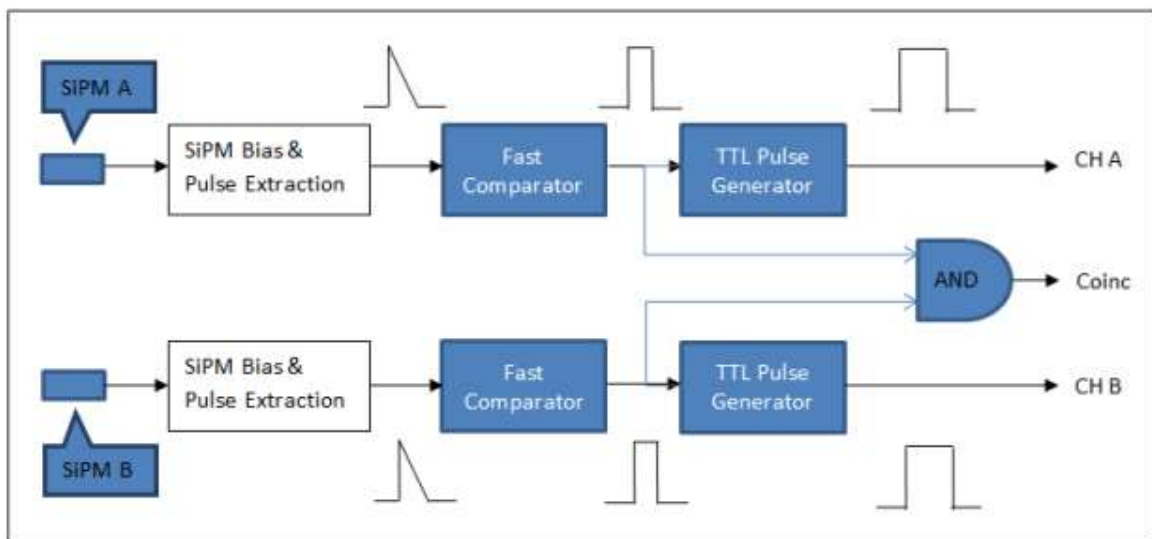 SiPM A
SiPM Bias &
Pulse Extraction
Fast
Comparator
TTL Pulse
Generator
CH A
AND
Coinc
SiPM Bias &
Pulse Extraction
Fast
Comparator
TTL Pulse
Generator
CH B
SiPM B